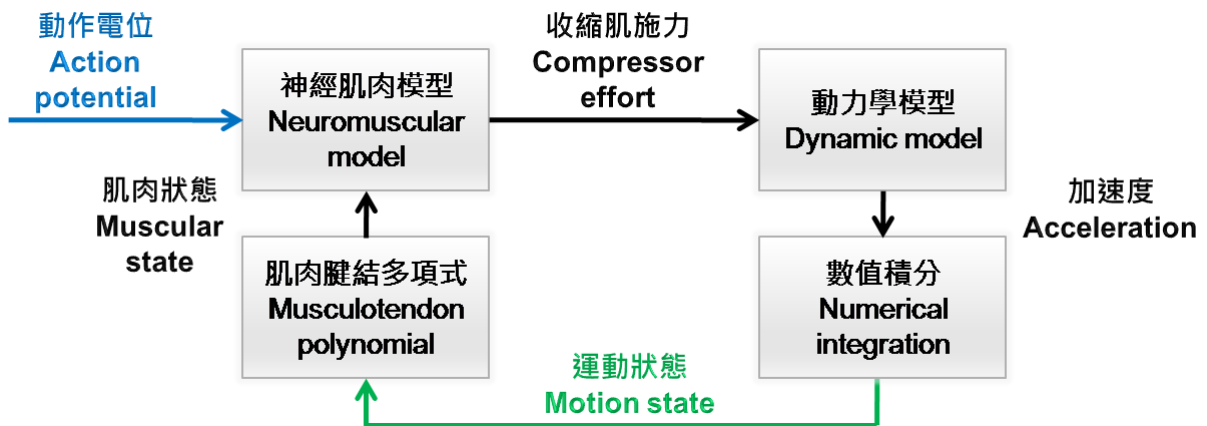 動作電位
Action
potential
神經肌肉模型
Neuromuscular
model
收縮肌施力
Compressor
effort
動力學模型
Dynamic model
加速度
Acceleration
數值積分
Numerical
integration
運動狀態
Motion state
肌肉腱結多項式
Musculotendon
polynomial
肌肉狀態
Muscular
state